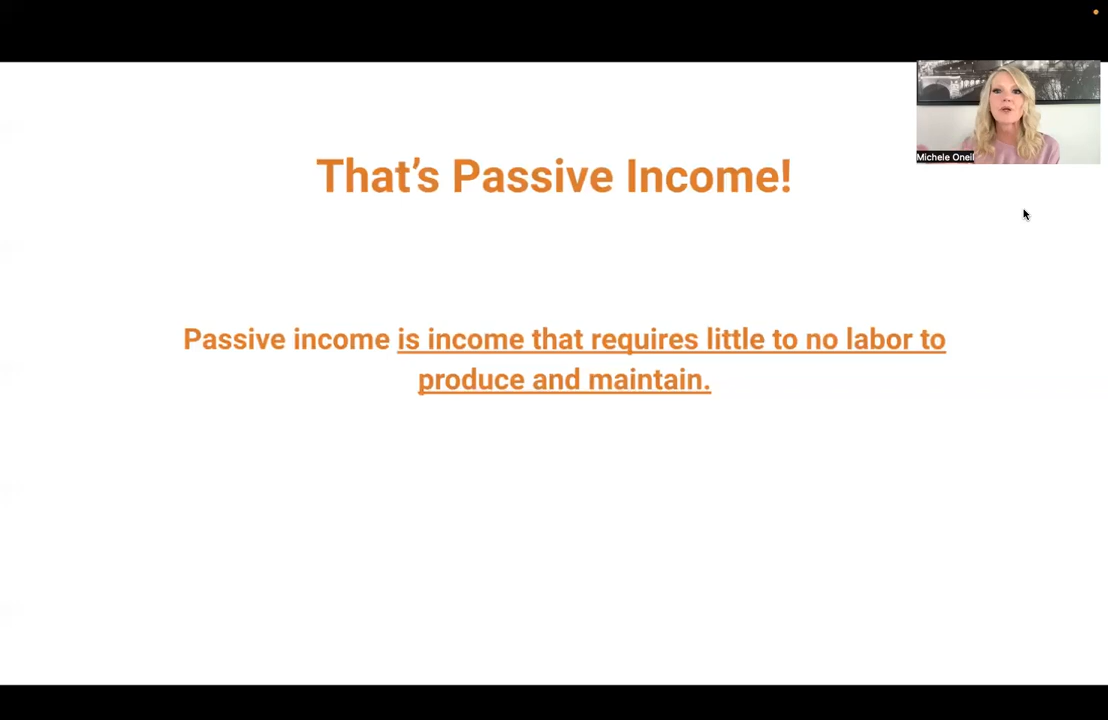 Michele Oneil
That's Passive Income!
Passive income is income that requires little to no labor to
produce and maintain.